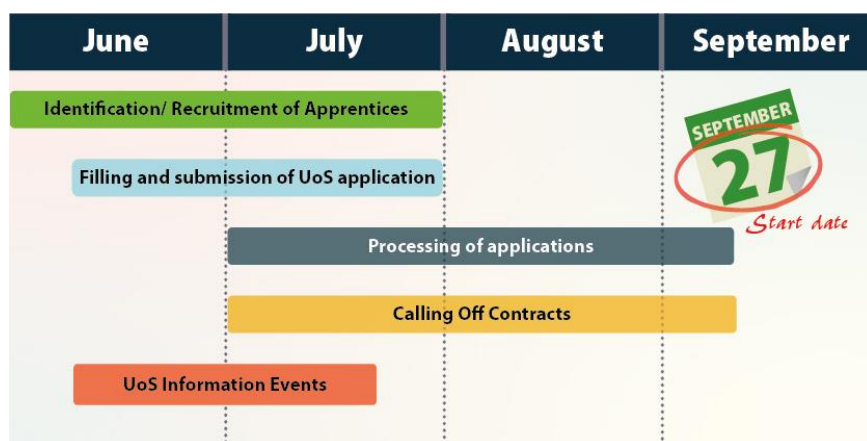 June July August September
Identification/ Recruitment of Apprentices
SEPTEMBER
27
Start date
Filling and submission of UoS application
Processing of applications
Calling Off Contracts
UoS Information Events